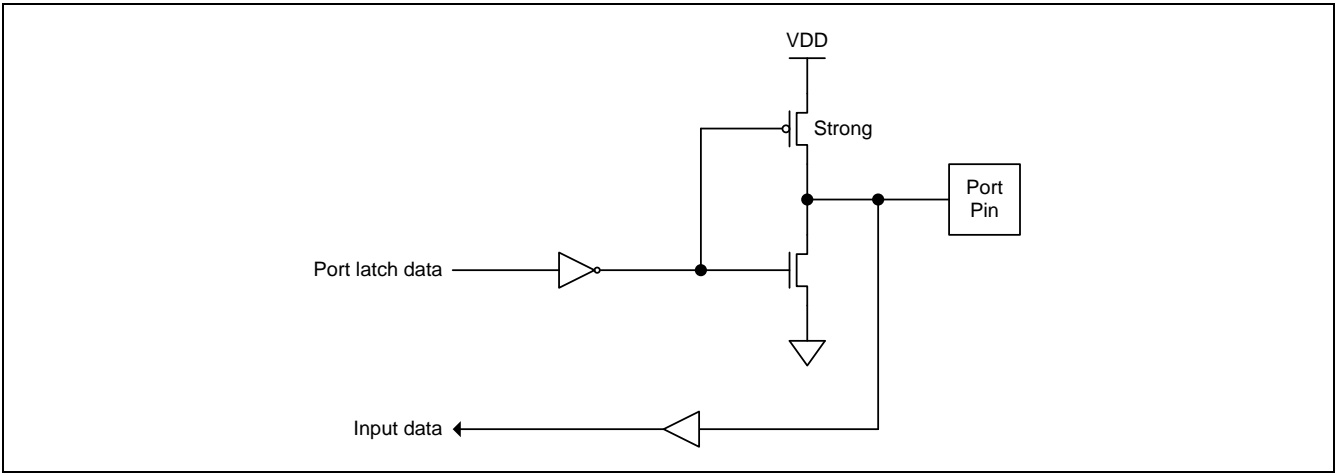 VDD
Strong
Port
Pin
Port latch data
Input data